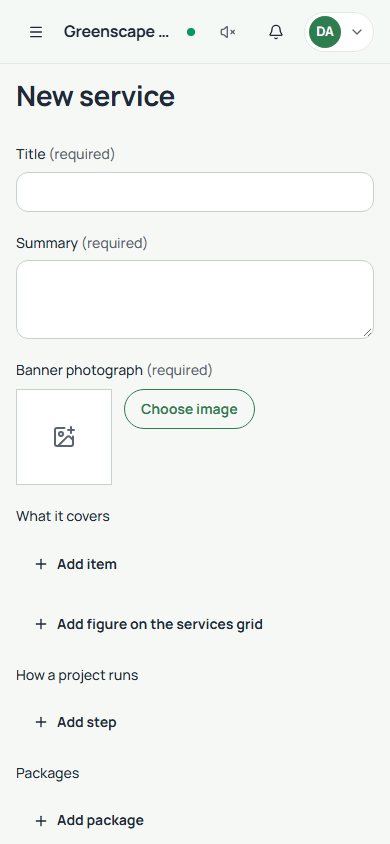 Greenscape ...
DA
New service
Title (required)
Summary (required)
Banner photograph (required)
Choose image
What it covers
Add item
Add figure on the services grid
How a project runs
Add step
Packages
Add package